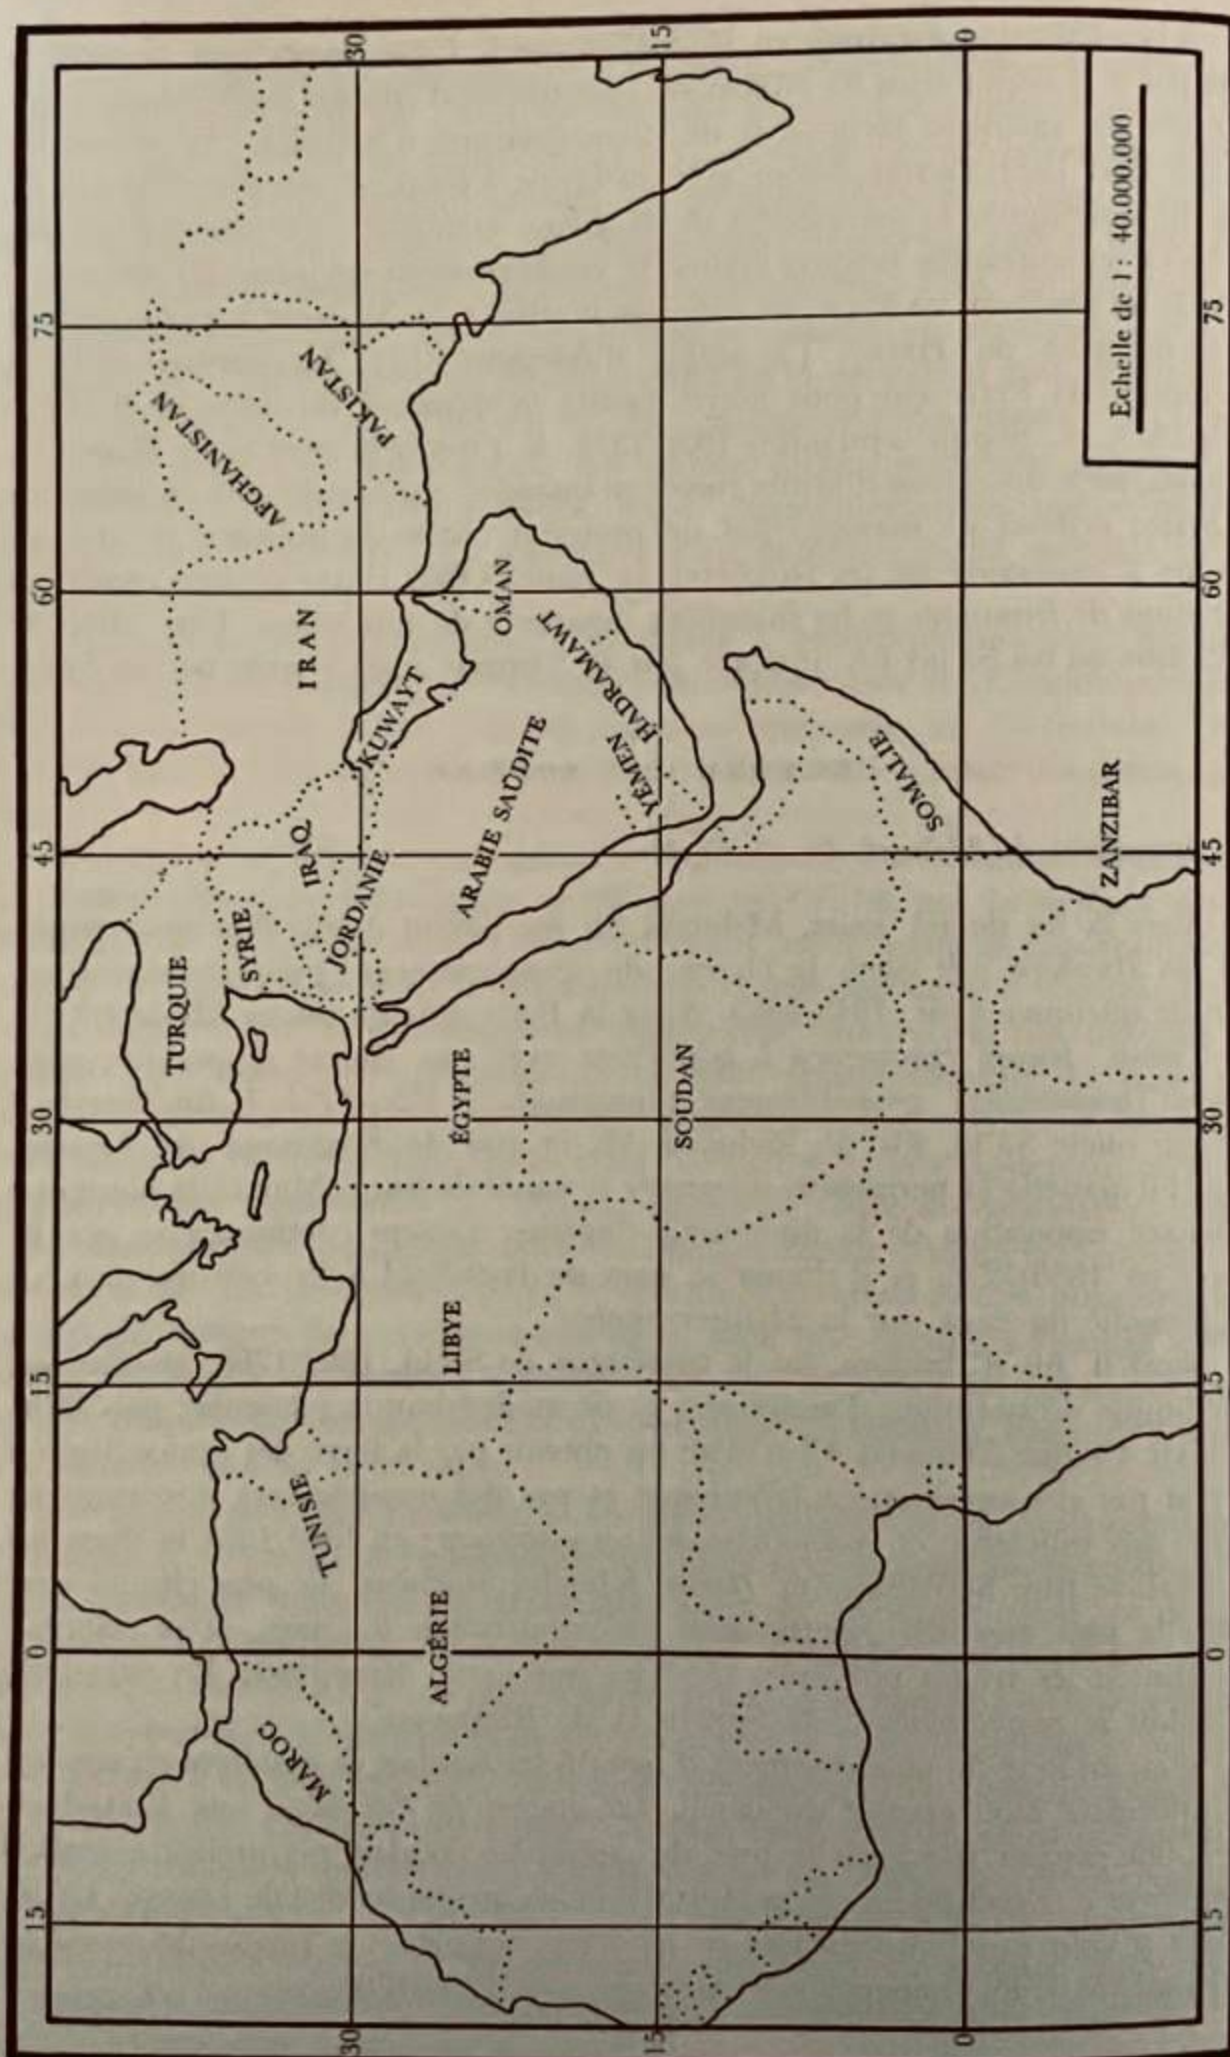 15
0
15
30
45
60
75
30
30
15
15
0
0
TURQUIE
SYRIE
IRAQ
IRAN
AFGHANISTAN
PAKISTAN
MAROC
TUNISIE
JORDANIE
KUWAYT
ALGÉRIE
LIBYE
ÉGYPTE
ARABIE SAŪDITE
OMAN
HADRAMAWT
YÉMEN
SOUDAN
SOMALIE
ZANZIBAR
Echelle de 1 : 40.000.000
15
0
15
30
45
60
75